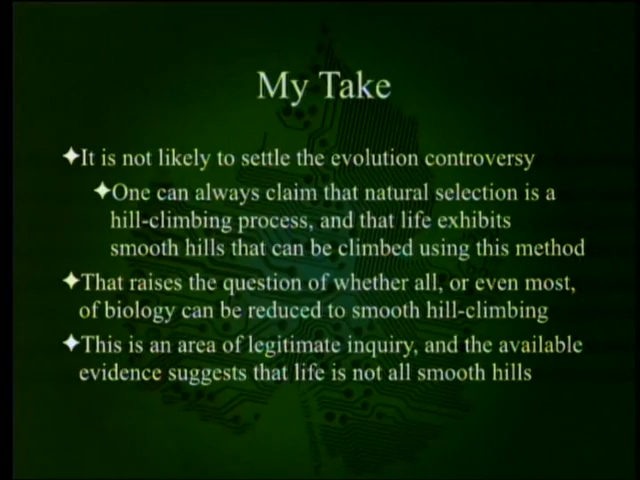 My Take
✦It is not likely to settle the evolution controversy
✦One can always claim that natural selection is a
hill-climbing process, and that life exhibits
smooth hills that can be climbed using this method
✦That raises the question of whether all, or even most,
of biology can be reduced to smooth hill-climbing
✦This is an area of legitimate inquiry, and the available
evidence suggests that life is not all smooth hills